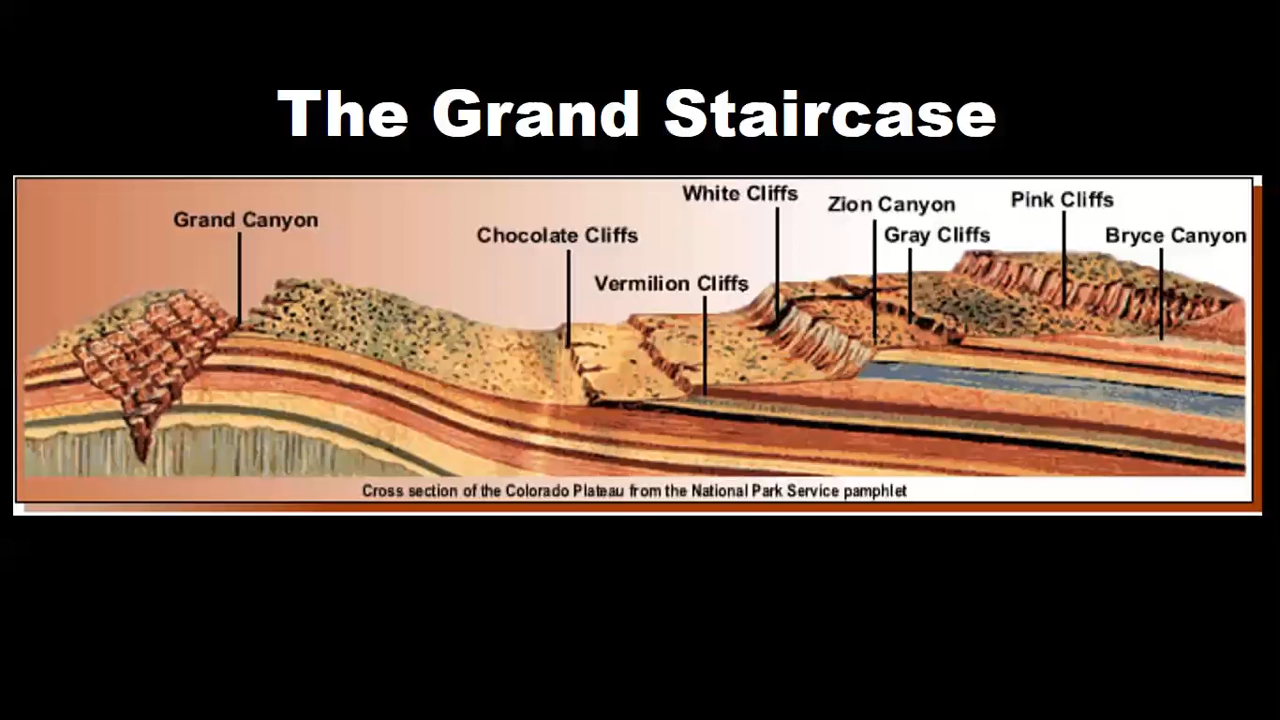 The Grand Staircase
White Cliffs
Zion Canyon
Pink Cliffs
Grand Canyon
Chocolate Cliffs
Gray Cliffs
Bryce Canyon
Vermilion Cliffs
Cross section of the Colorado Plateau from the National Park Service pamphlet